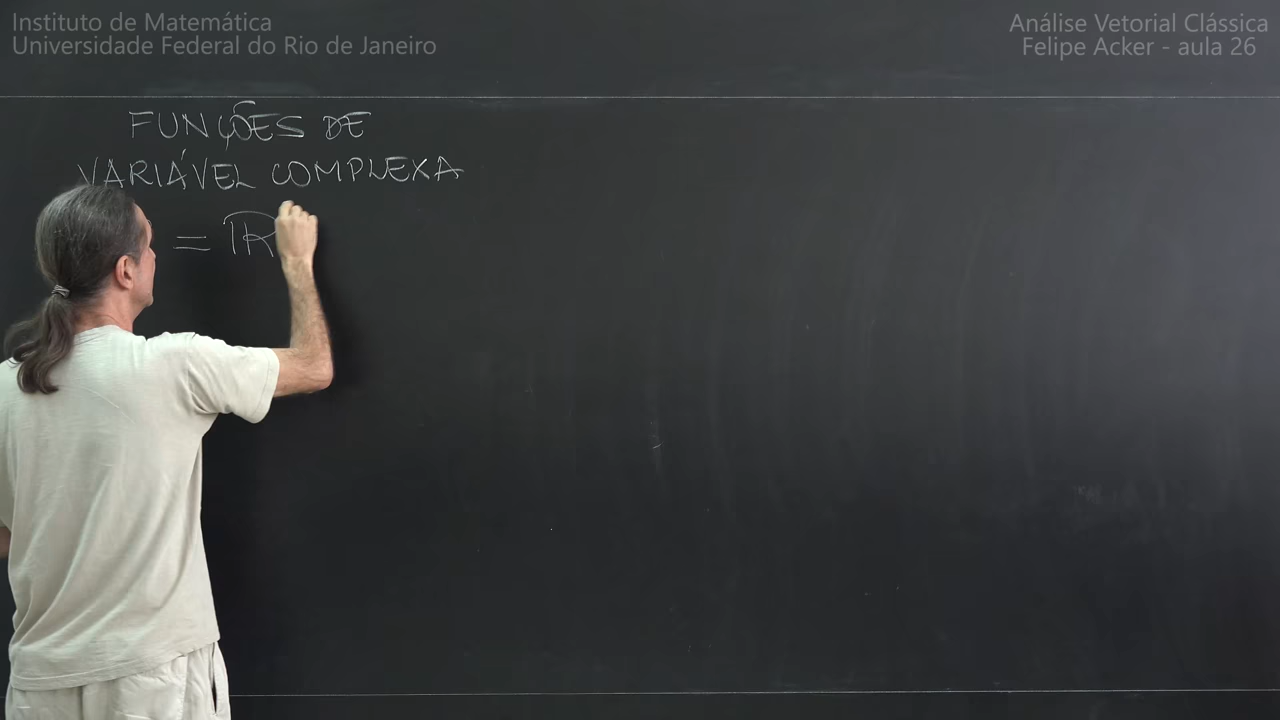 Instituto de Matemática
Universidade Federal do Rio de Janeiro
Análise Vetorial Clássica
Felipe Acker - aula 26
FUNÇÕES DE
VARIÁVEL COMPLEXA
= ℝ